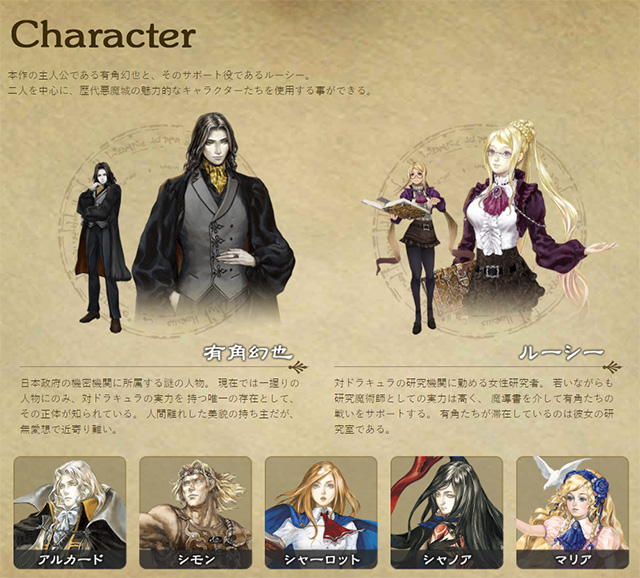 Character
本作の主人公である有角幻也と、そのサポート役であるルーシー。
二人を中心に、歴代悪魔城の魅力的なキャラクターたちを使用する事ができる。
有角幻也
日本政府の機密機関に所属する謎の人物。 現在では一握りの
人物にのみ、対ドラキュラの実力を 持つ唯一の存在として、
その正体が知られている。 人間離れした美貌の持ち主だが、
無愛想で近寄り難い。
ルーシー
対ドラキュラの研究機関に勤める女性研究者。 若いながらも
研究魔術師としての実力は高く、 魔導書を介して有角たちの
戦いをサポートする。 有角たちが滞在しているのは彼女の研
究室である。
アルカード
シモン
シャーロット
シャノア
マリア